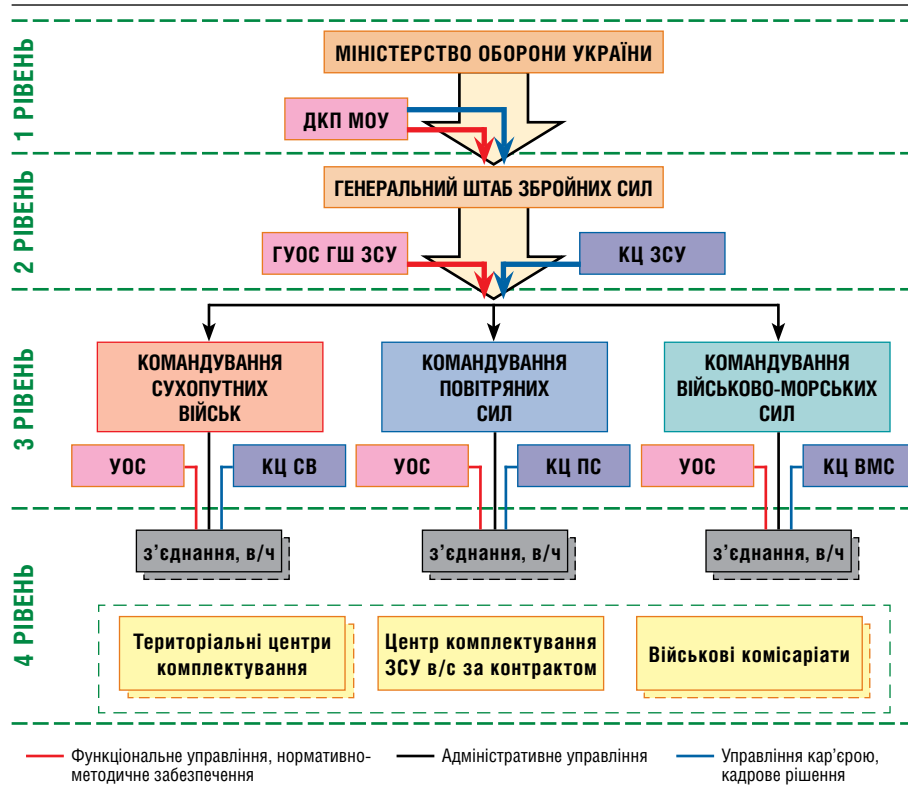 1 РІВЕНЬ
МІНІСТЕРСТВО ОБОРОНИ УКРАЇНИ
ДКП МОУ
2 РІВЕНЬ
ГЕНЕРАЛЬНИЙ ШТАБ ЗБРОЙНИХ СИЛ
ГУОС ГШ ЗСУ
КЦ ЗСУ
3 РІВЕНЬ
КОМАНДУВАННЯ
СУХОПУТНИХ
ВІЙСЬК
КОМАНДУВАННЯ
ПОВІТРЯНИХ
СИЛ
КОМАНДУВАННЯ
ВІЙСЬКОВО-МОРСЬКИХ
СИЛ
УОС
КЦ СВ
УОС
КЦ ПС
УОС
КЦ ВМС
4 РІВЕНЬ
з’єднання, в/ч
з’єднання, в/ч
з’єднання, в/ч
Територіальні центри
комплектування
Центр комплектування
ЗСУ в/с за контрактом
Військові комісаріати
Функціональне управління, нормативно-
методичне забезпечення
Адміністративне управління
Управління кар’єрою,
кадрове рішення